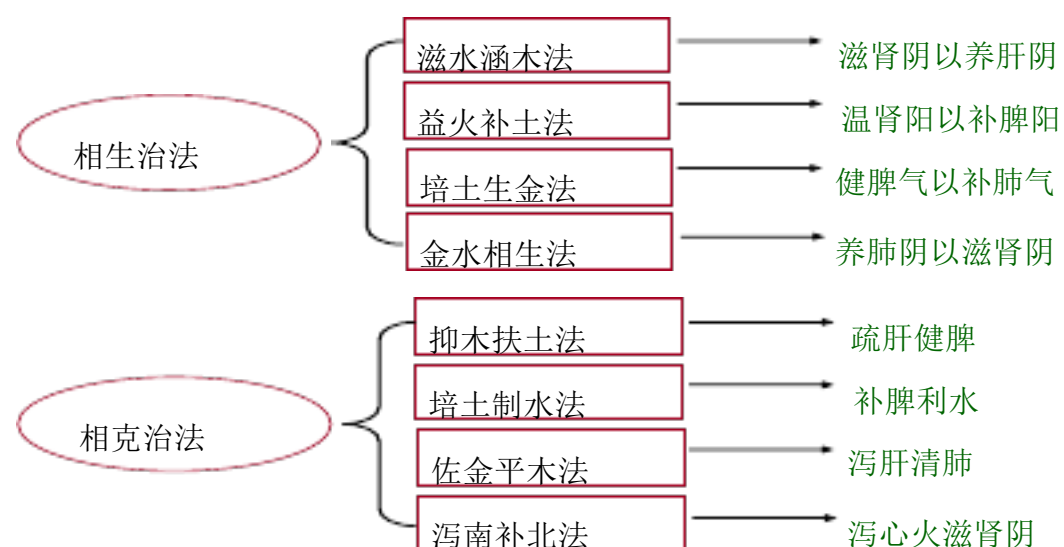 滋水涵木法
滋肾阴以养肝阴
益火补土法
温肾阳以补脾阳
相生治法
培土生金法
健脾气以补肺气
金水相生法
养肺阴以滋肾阴
抑木扶土法
疏肝健脾
培土制水法
补脾利水
相克治法
佐金平木法
泻肝清肺
泻南补北法
泻心火滋肾阴